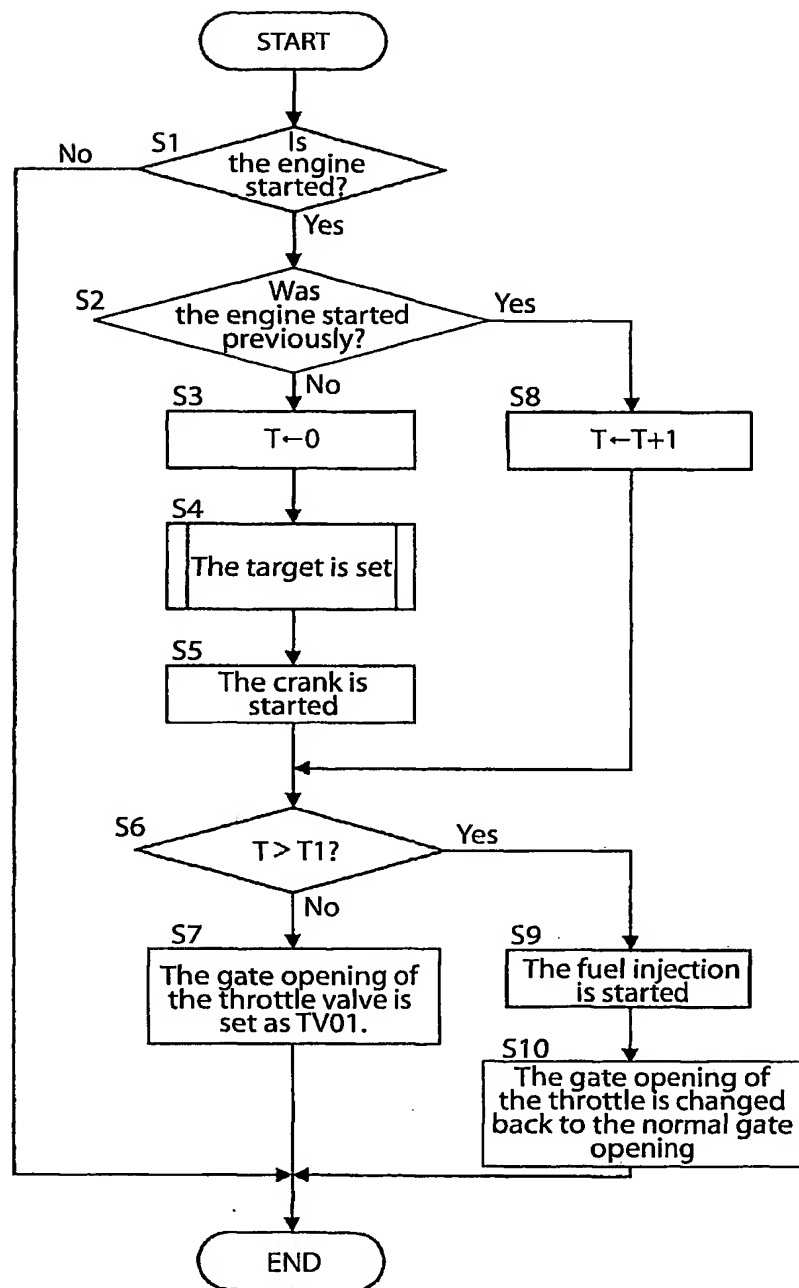 START
S1
No
Is
the engine
started?
Yes
S2
Was
the engine started
previously?
Yes
No
S3
T←0
S8
T←T+1
S4
The target is set
S5
The crank is
started
S6
T > T1?
Yes
No
S7
The gate opening of
the throttle valve is
set as TV01.
S9
The fuel injection
is started
S10
The gate opening of
the throttle is changed
back to the normal gate
opening
END